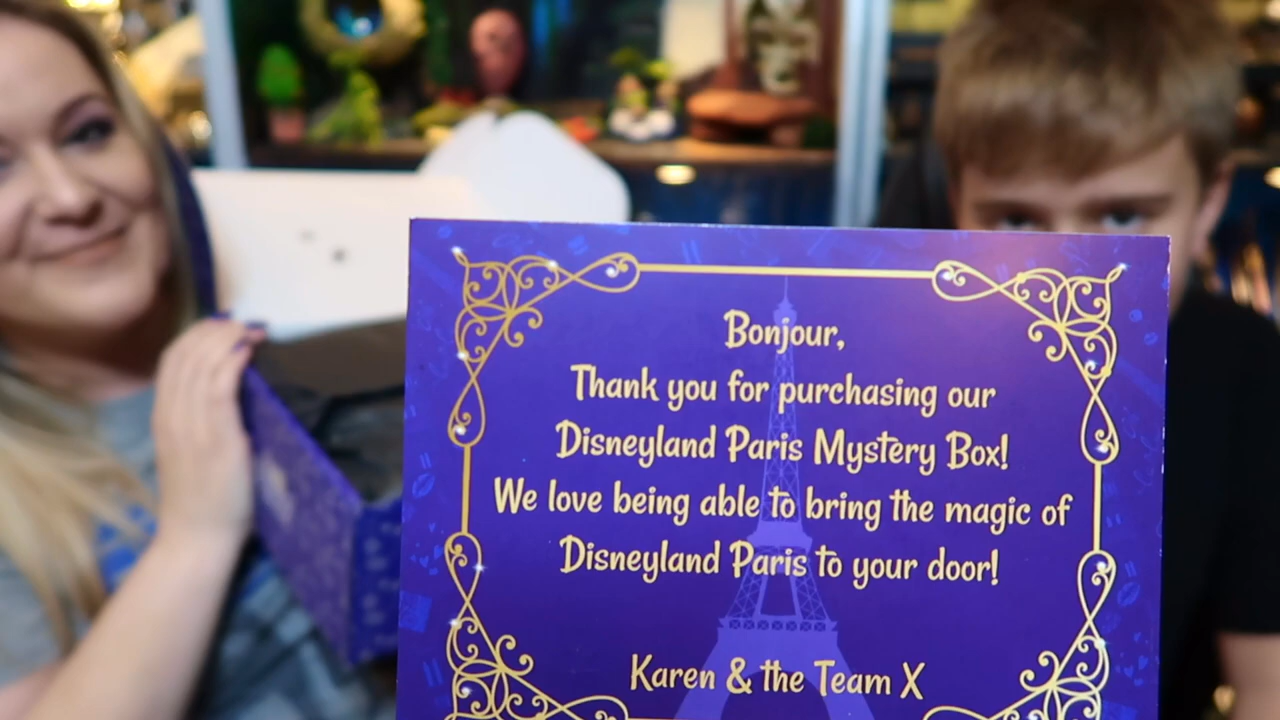 Bonjour,
Thank you for purchasing our
Disneyland Paris Mystery Box!
We love being able to bring the magic of
Disneyland Paris to your door!
Karen & the Team X